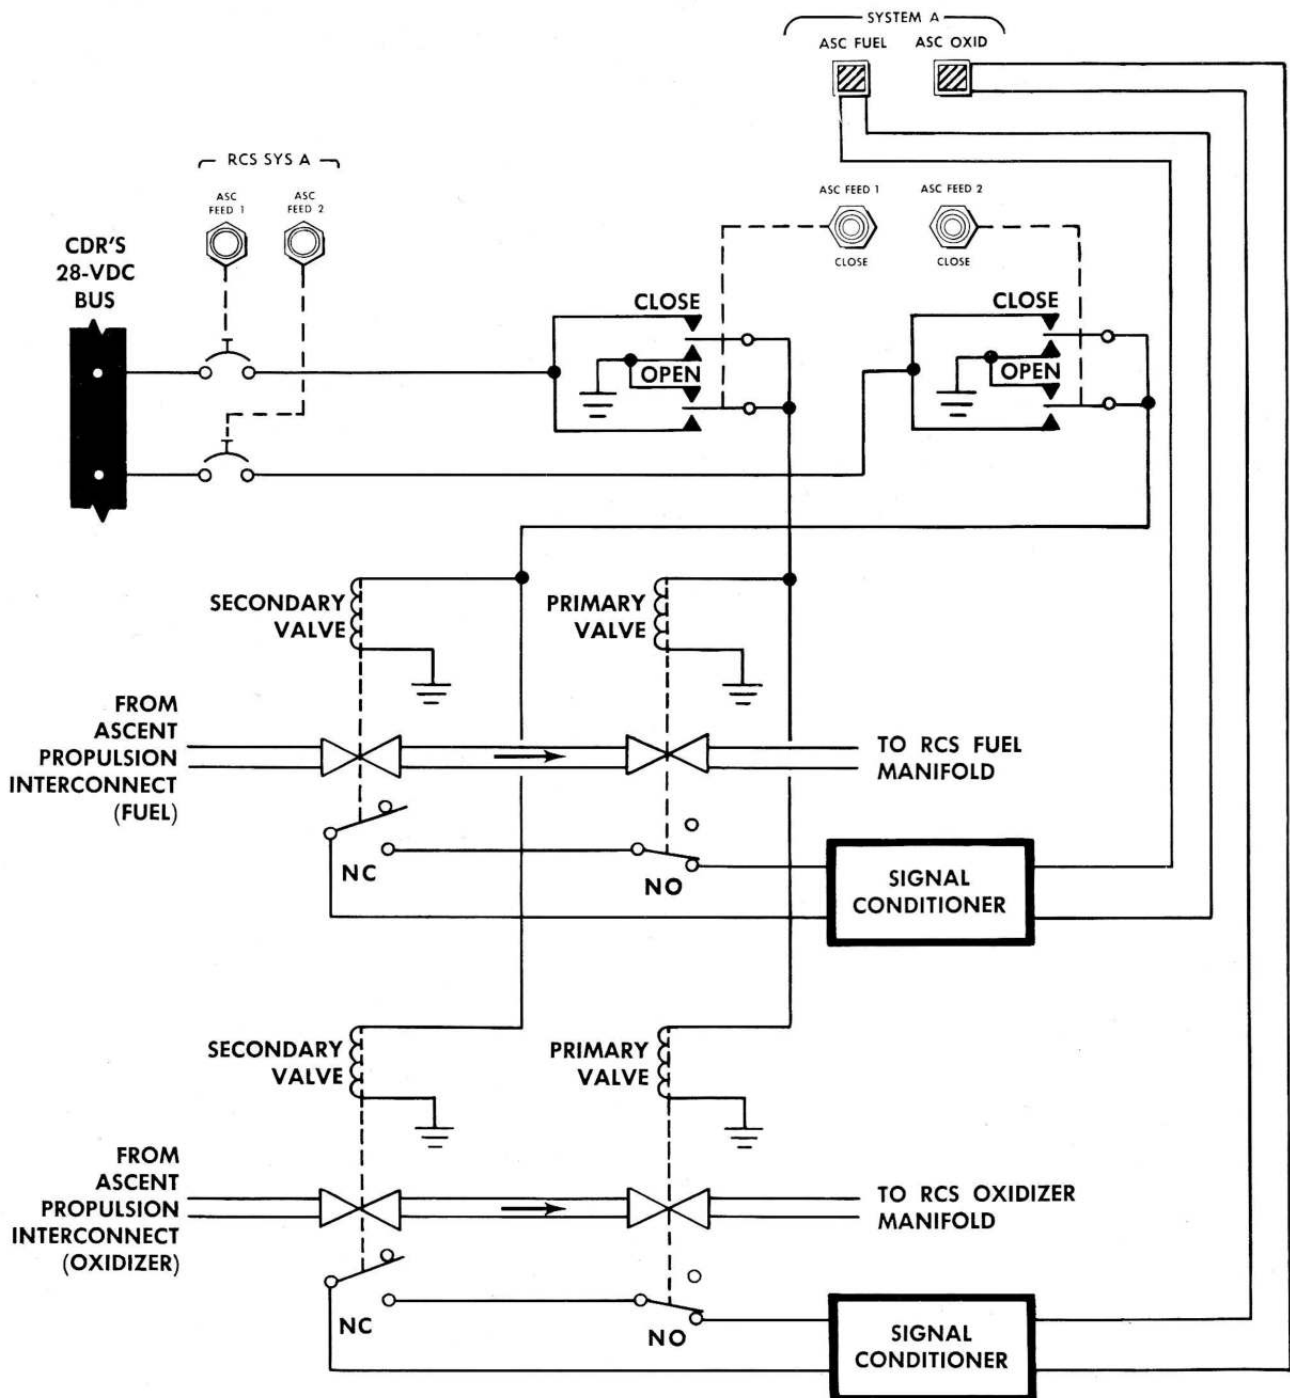 SYSTEM A
ASC FUEL
ASC OXID
RCS SYS A
ASC
FEED 1
ASC
FEED 2
ASC FEED 1
CLOSE
ASC FEED 2
CLOSE
CDR'S
28-VDC
BUS
CLOSE
OPEN
CLOSE
OPEN
SECONDARY
VALVE
PRIMARY
VALVE
FROM
ASCENT
PROPULSION
INTERCONNECT
(FUEL)
TO RCS FUEL
MANIFOLD
NC
NO
SIGNAL
CONDITIONER
SECONDARY
VALVE
PRIMARY
VALVE
FROM
ASCENT
PROPULSION
INTERCONNECT
(OXIDIZER)
TO RCS OXIDIZER
MANIFOLD
NC
NO
SIGNAL
CONDITIONER